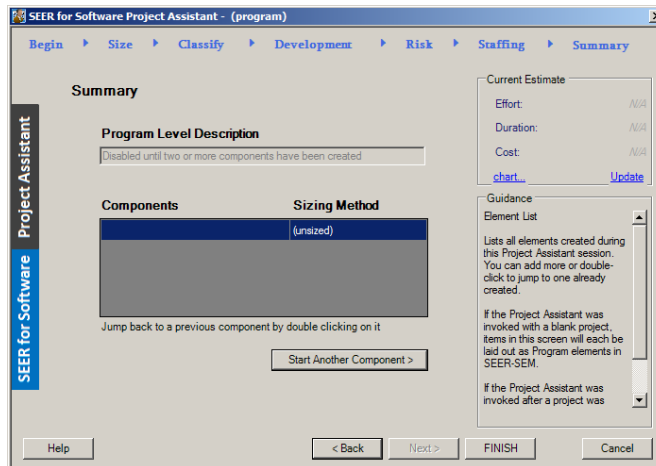 SEER for Software Project Assistant - (program)
Begin Size Classify Development Risk Staffing Summary
Summary
Program Level Description
Disabled until two or more components have been created
Components Sizing Method
(unsized)
Jump back to a previous component by double clicking on it
Start Another Component >
SEER for Software Project Assistant
Current Estimate
Effort: N/A
Duration: N/A
Cost: N/A
chart... Update
Guidance
Element List
Lists all elements created during
this Project Assistant session.
You can add more or double-
click to jump to one already
created.
If the Project Assistant was
invoked with a blank project,
items in this screen will each be
laid out as Program elements in
SEER-SEM.
If the Project Assistant was
invoked after a project was
Help < Back Next > FINISH Cancel